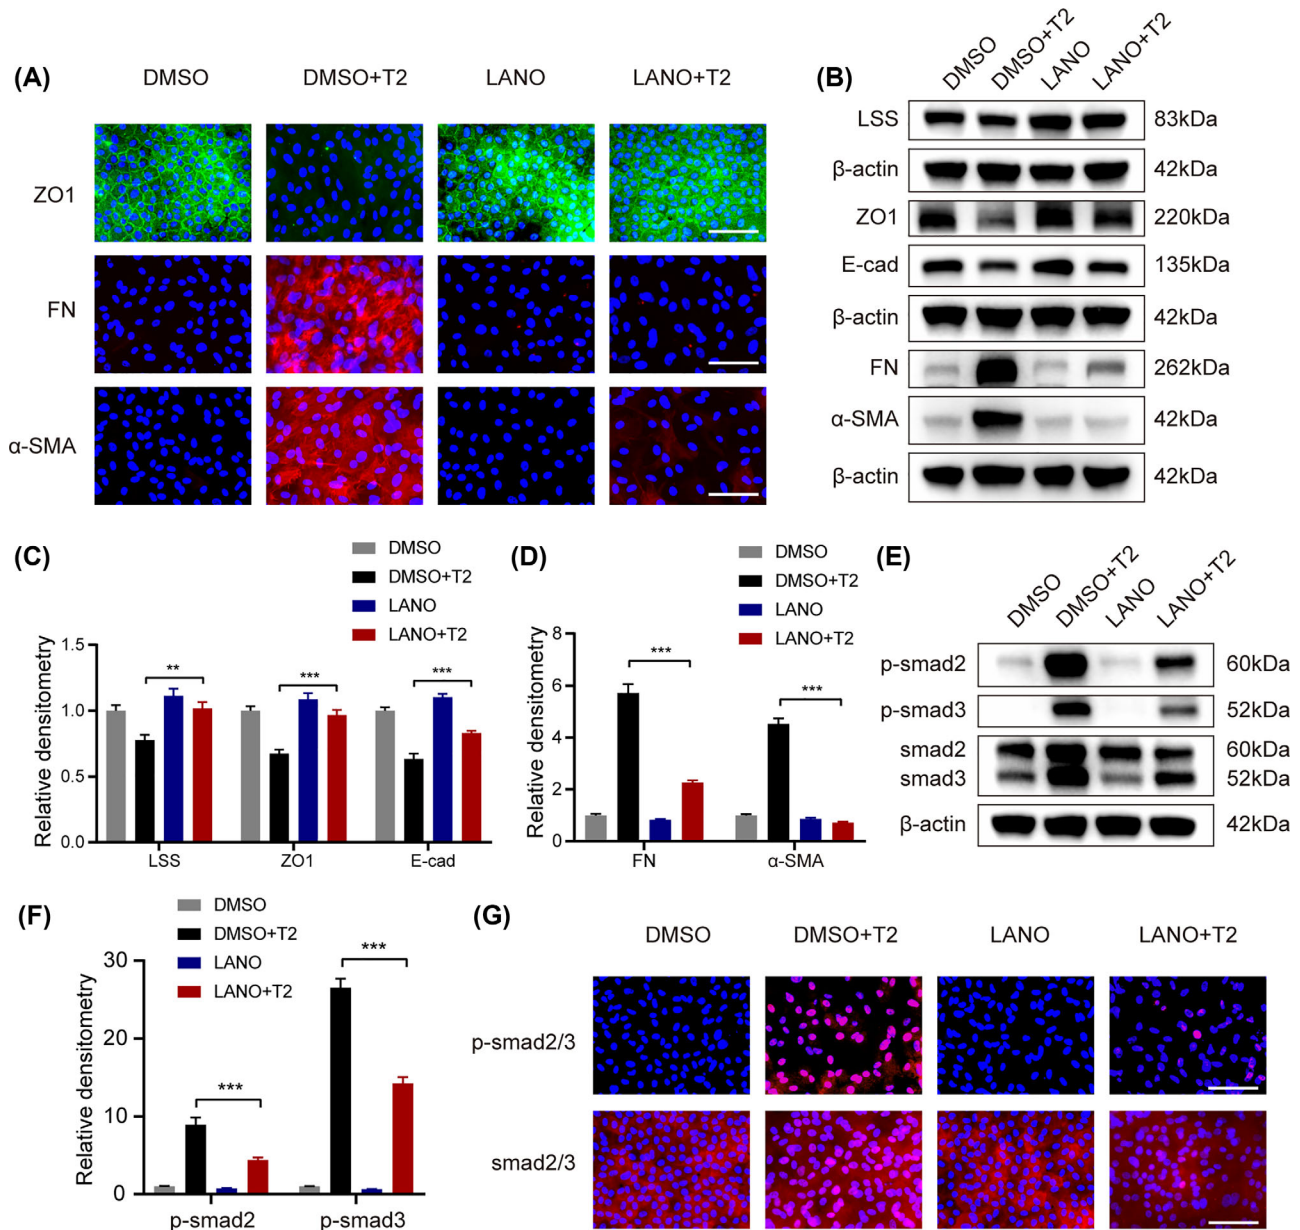 (A)
DMSO DMSO+T2 LANO LANO+T2
ZO1
FN
α-SMA
(B)
DMSO DMSO+T2 LANO LANO+T2
LSS 83kDa
β-actin 42kDa
ZO1 220kDa
E-cad 135kDa
β-actin 42kDa
FN 262kDa
α-SMA 42kDa
β-actin 42kDa
(C)
DMSO
DMSO+T2
LANO
LANO+T2
Relative densitometry
1.5
1.0
0.5
0.0
** *** ***
LSS ZO1 E-cad
(D)
DMSO
DMSO+T2
LANO
LANO+T2
Relative densitometry
8
6
4
2
0
*** ***
FN α-SMA
(E)
DMSO DMSO+T2 LANO LANO+T2
p-smad2 60kDa
p-smad3 52kDa
smad2 60kDa
smad3 52kDa
β-actin 42kDa
(F)
DMSO
DMSO+T2
LANO
LANO+T2
Relative densitometry
30
20
10
0
*** ***
p-smad2 p-smad3
(G)
DMSO DMSO+T2 LANO LANO+T2
p-smad2/3
smad2/3